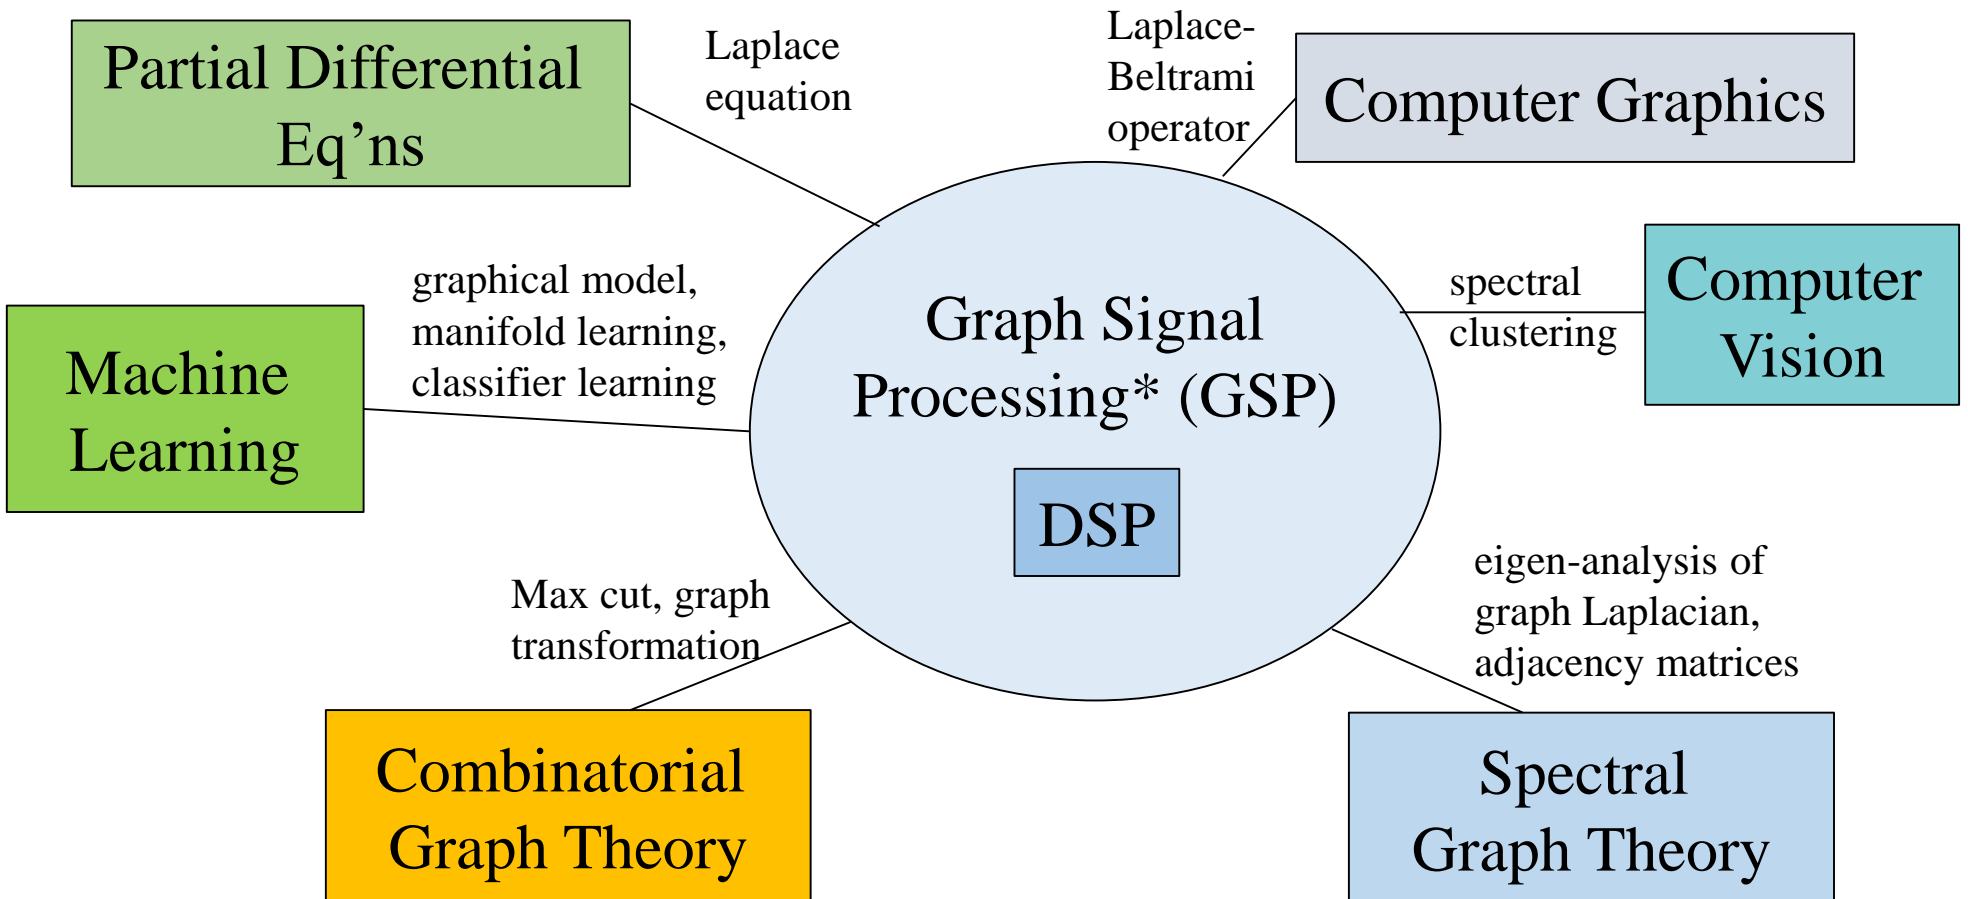 Partial Differential
Eq’ns
Laplace
equation
Laplace-
Beltrami
operator
Computer Graphics
graphical model,
manifold learning,
classifier learning
Machine
Learning
Graph Signal
Processing* (GSP)
DSP
spectral
clustering
Computer
Vision
Max cut, graph
transformation
Combinatorial
Graph Theory
eigen-analysis of
graph Laplacian,
adjacency matrices
Spectral
Graph Theory